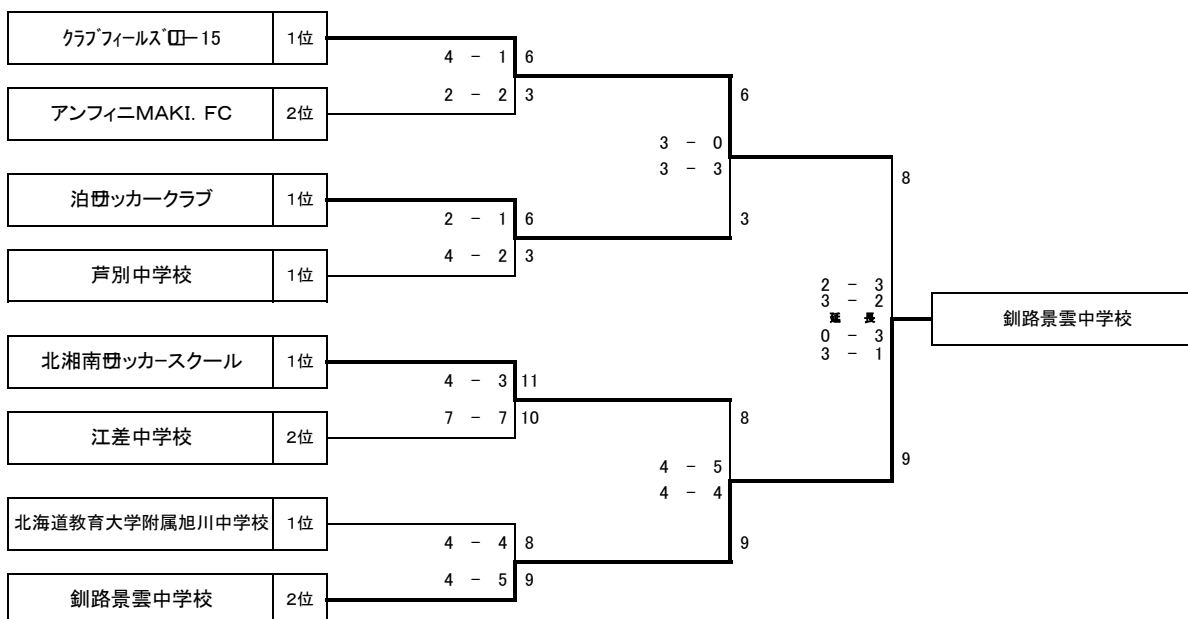 クラブフィールズU-15 1位
4 - 1 6
2 - 2 3
アンフィニMAKI. FC 2位
6
3 - 0
3 - 3
8
泊サッカークラブ 1位
2 - 1 6
3
4 - 2 3
芦別中学校 1位
2 - 3
3 - 2
延 長
0 - 3
3 - 1
釧路景雲中学校
北湘南サッカースクール 1位
4 - 3 11
7 - 7 10
8
江差中学校 2位
4 - 5
4 - 4
9
北海道教育大学附属旭川中学校 1位
4 - 4 8
9
4 - 5 9
釧路景雲中学校 2位